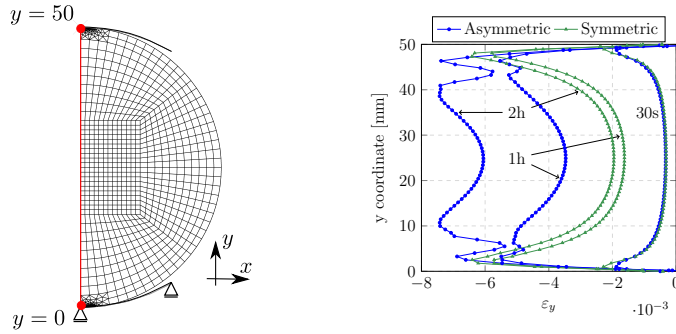 y = 50
y
x
y = 0
Asymmetric Symmetric
50
40
30
20
10
0
y coordinate [mm]
2h
30s
1h
−8 −6 −4 −2 0
ε_y
·10⁻³